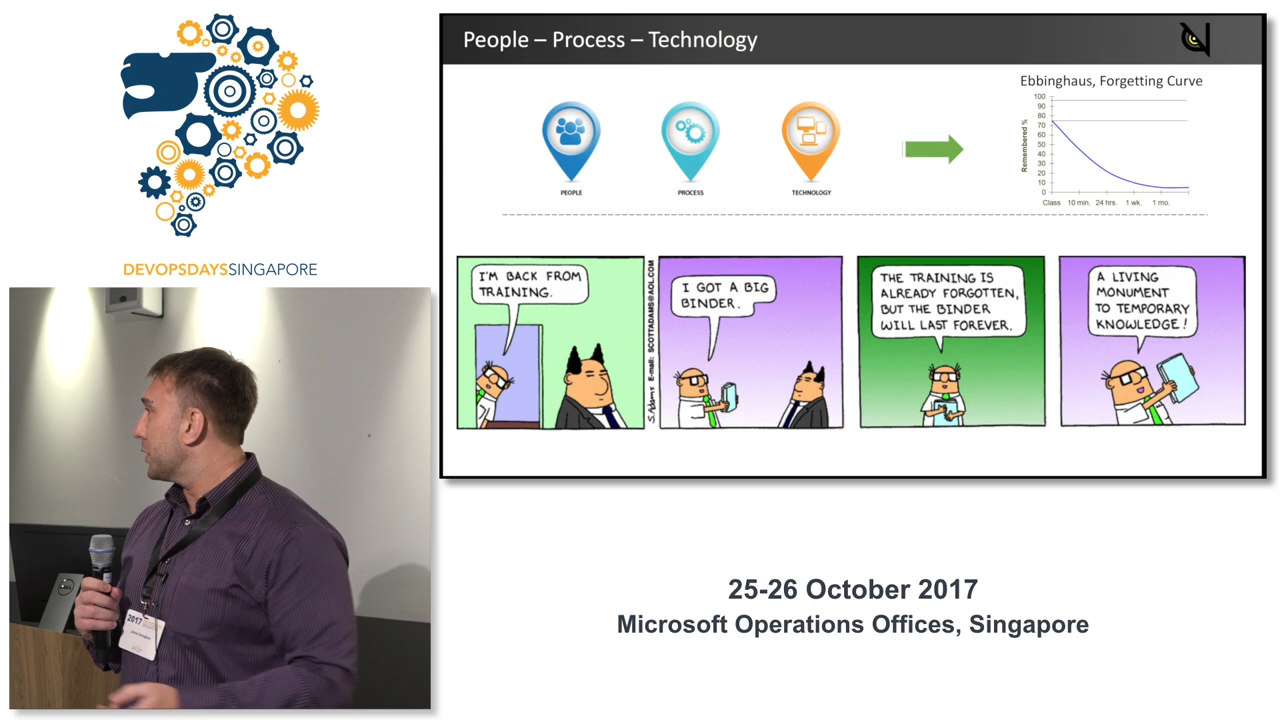 DEVOPSDAYSSINGAPORE
People – Process – Technology
PEOPLE
PROCESS
TECHNOLOGY
Ebbinghaus, Forgetting Curve
Remembered %
100
90
80
70
60
50
40
30
20
10
0
Class 10 min. 24 hrs. 1 wk. 1 mo.
I'M BACK FROM
TRAINING.
S. Adams E-mail: SCOTTADAMS@AOL.COM
I GOT A BIG
BINDER.
THE TRAINING IS
ALREADY FORGOTTEN,
BUT THE BINDER
WILL LAST FOREVER.
A LIVING
MONUMENT
TO TEMPORARY
KNOWLEDGE!
2017
25-26 October 2017
Microsoft Operations Offices, Singapore